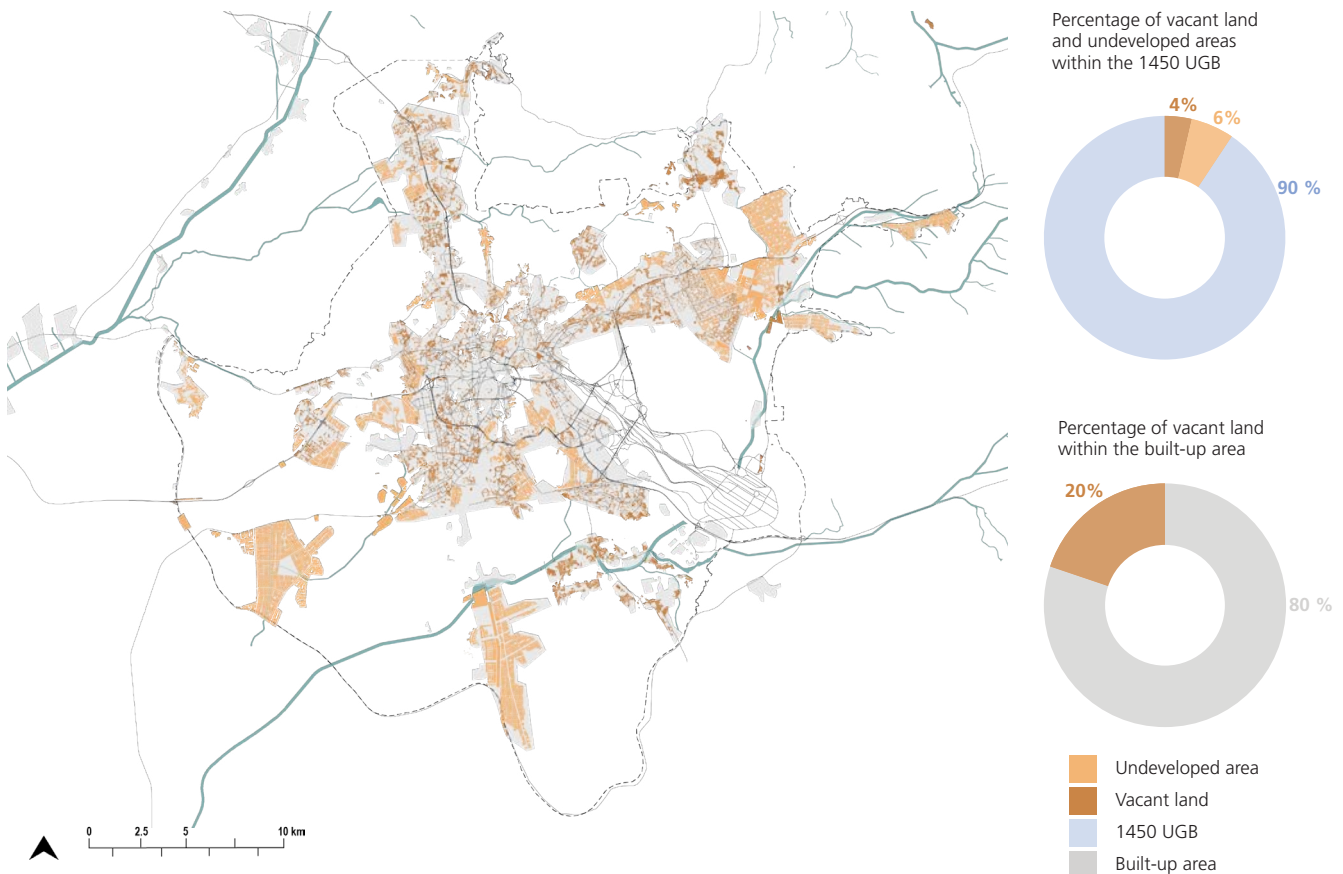 Percentage of vacant land
and undeveloped areas
within the 1450 UGB
4%
6%
90 %
Percentage of vacant land
within the built-up area
20%
80 %
Undeveloped area
Vacant land
1450 UGB
Built-up area
0 2.5 5 10 km